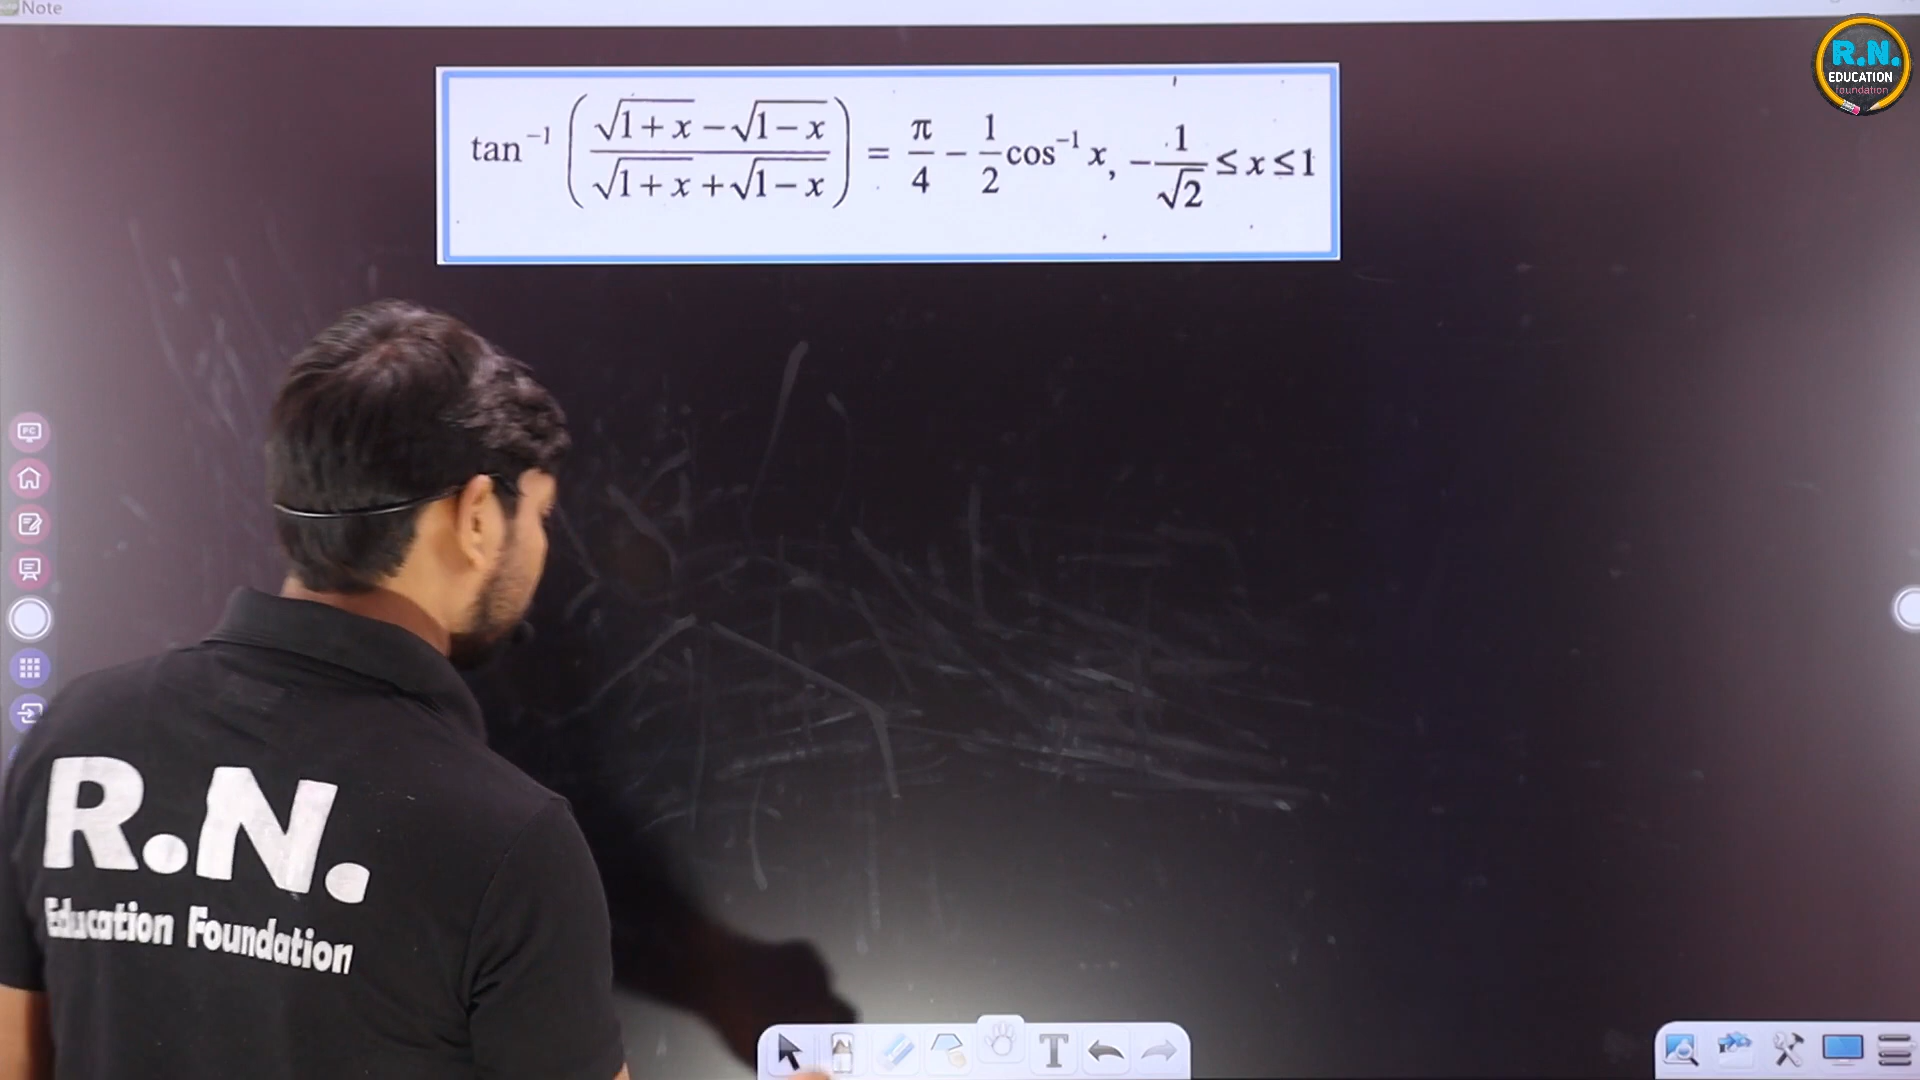 Note
R.N.
EDUCATION
foundation
tan⁻¹ ( (√(1+x) − √(1−x)) / (√(1+x) + √(1−x)) ) = π/4 − 1/2 cos⁻¹ x, −1/√2 ≤ x ≤ 1
PC
R.N.
Education Foundation
T